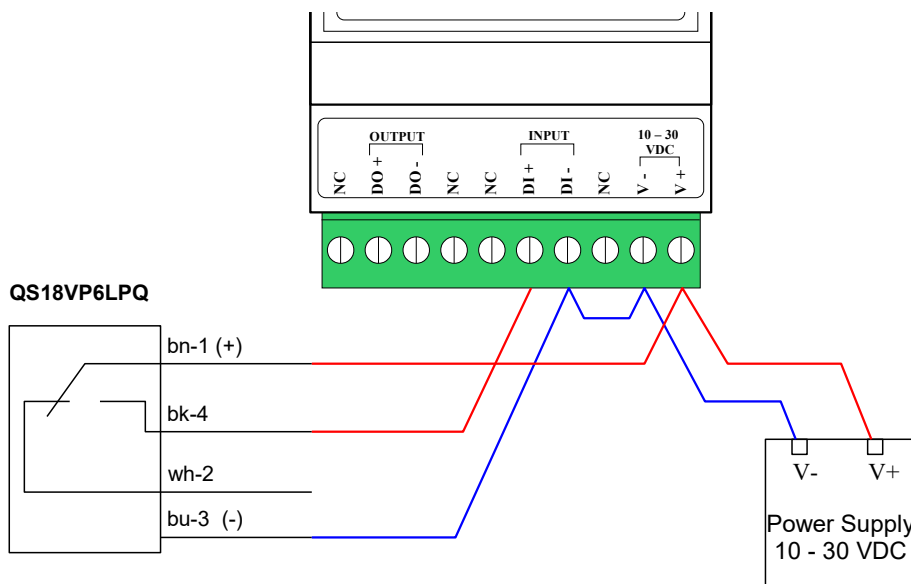 OUTPUT
INPUT
10 – 30
VDC
NC
DO +
DO -
NC
NC
DI +
DI -
NC
V -
V +
QS18VP6LPQ
bn-1 (+)
bk-4
wh-2
bu-3 (-)
V-
V+
Power Supply
10 - 30 VDC